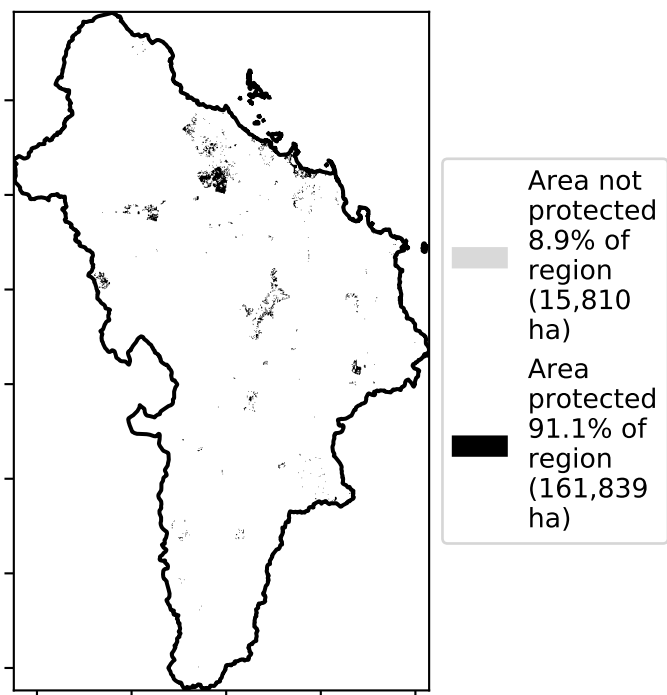 Area not
protected
8.9% of
region
(15,810
ha)
Area
protected
91.1% of
region
(161,839
ha)